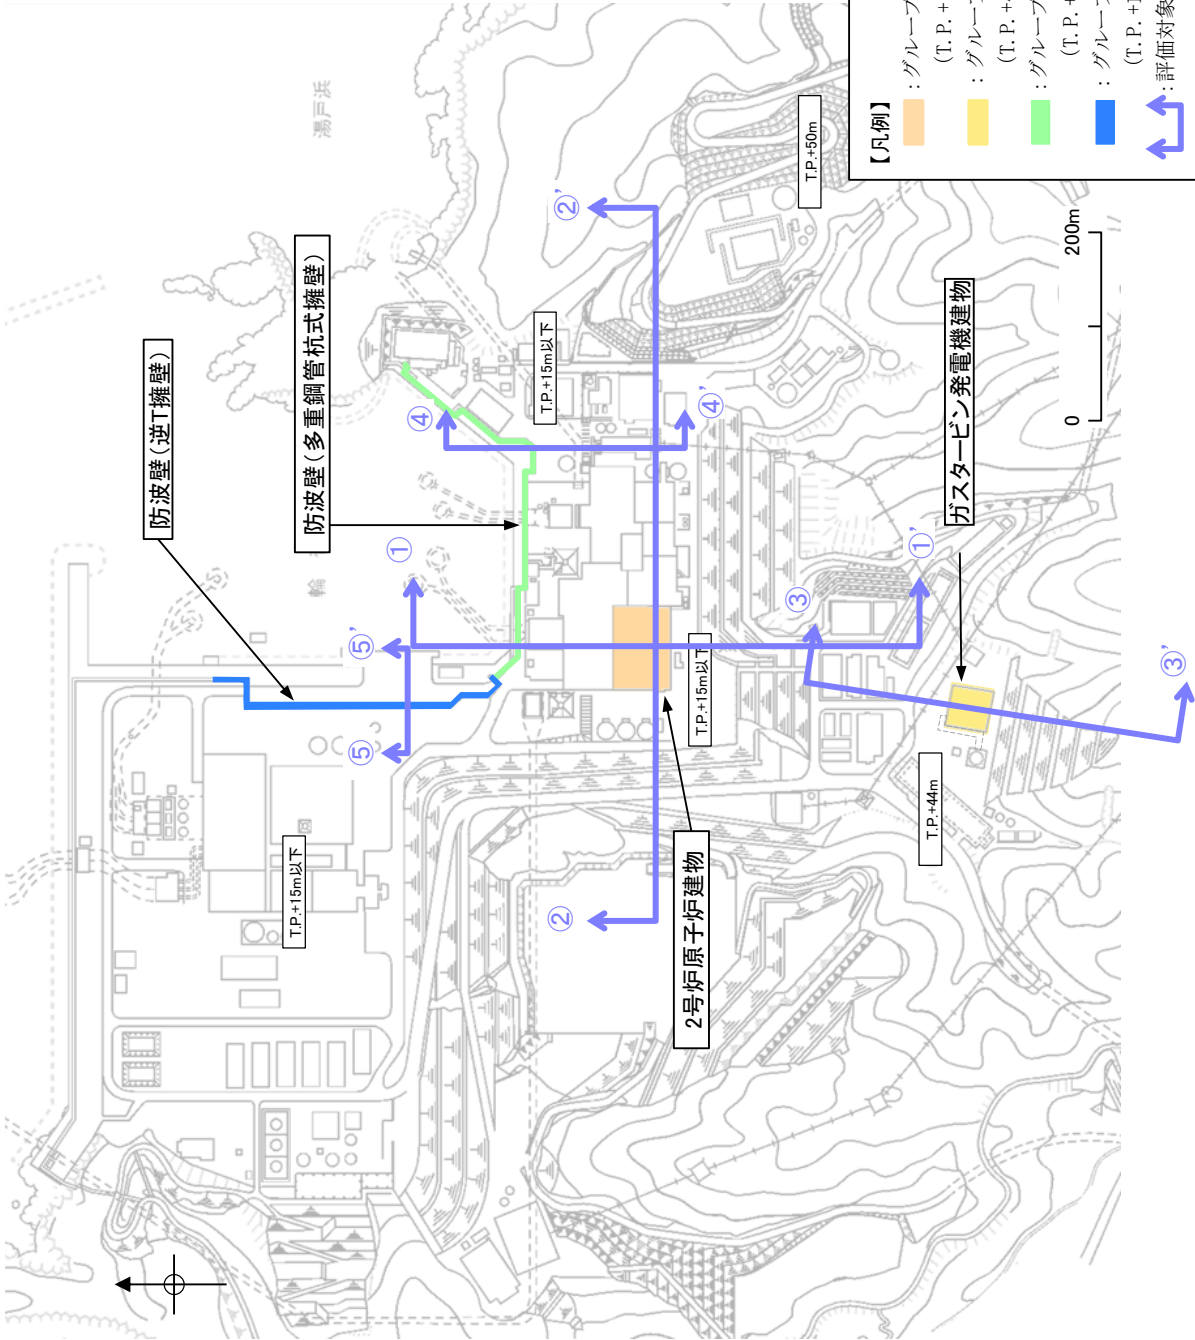 湯戸浜
輪
防波壁(逆T擁壁)
防波壁(多重鋼管杭式擁壁)
T.P.+15m以下
T.P.+50m
T.P.+15m以下
T.P.+15m以下
T.P.+44m
2号炉原子炉建物
ガスタービン発電機建物
①
①'
②
②'
③
③'
④
④'
⑤
⑤'
0
200m
【凡例】
:グループ
(T.P.+
:グループ
(T.P.+
:グループ
(T.P.+
:グループ
(T.P.+
:評価対象